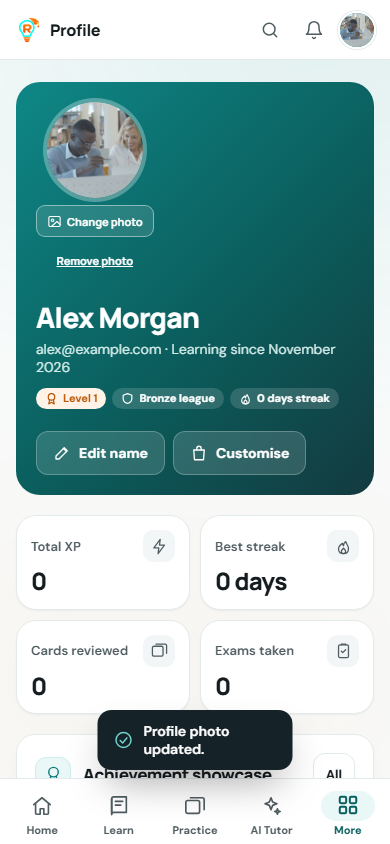 R
Profile
Change photo
Remove photo
Alex Morgan
alex@example.com · Learning since November
2026
Level 1
Bronze league
0 days streak
Edit name
Customise
Total XP
0
Best streak
0 days
Cards reviewed
0
Exams taken
0
Profile photo
updated.
Achievement showcase
All
Home
Learn
Practice
AI Tutor
More